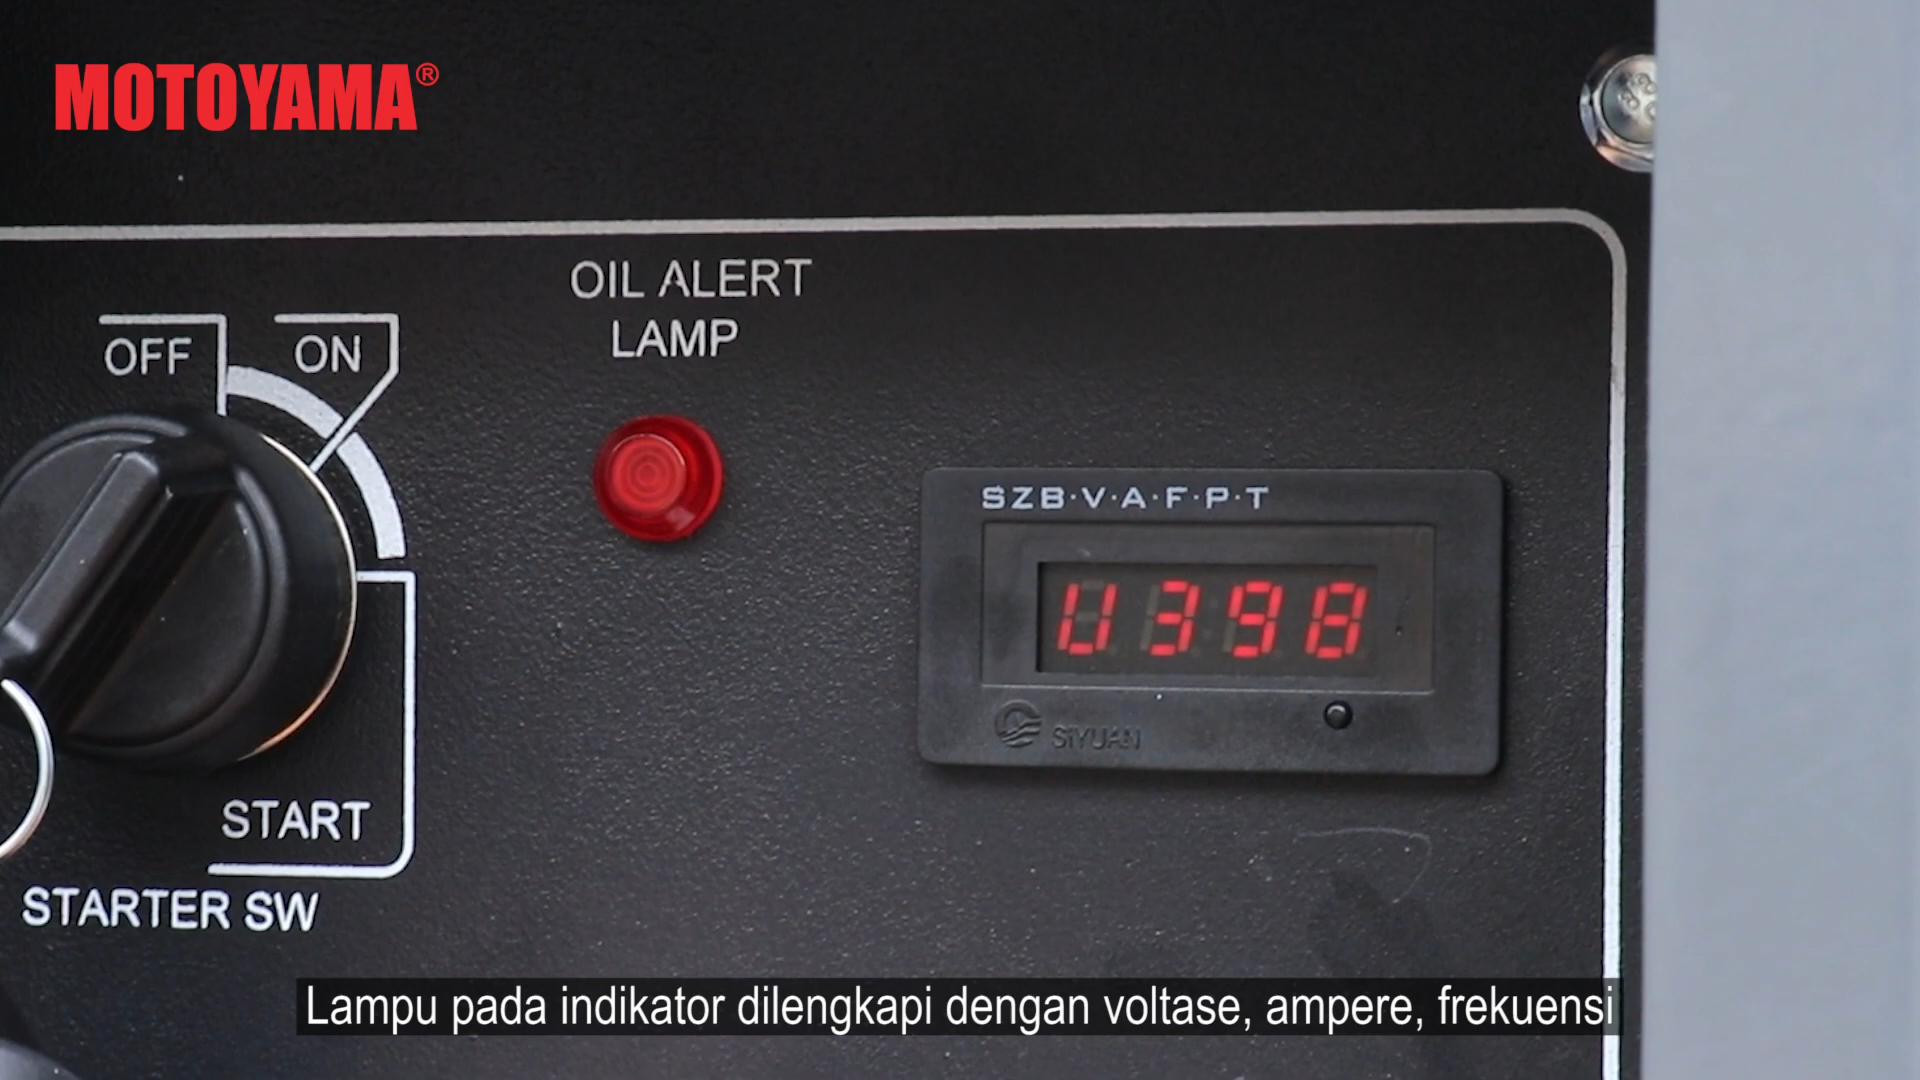 MOTOYAMA®
OIL ALERT
LAMP
OFF
ON
SZB·V·A·F·P·T
U398
SIYUAN
START
STARTER SW
Lampu pada indikator dilengkapi dengan voltase, ampere, frekuensi